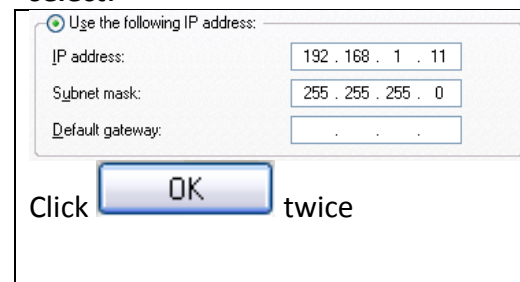 Use the following IP address:
IP address: 192 . 168 . 1 . 11
Subnet mask: 255 . 255 . 255 . 0
Default gateway: . . .
Click OK twice